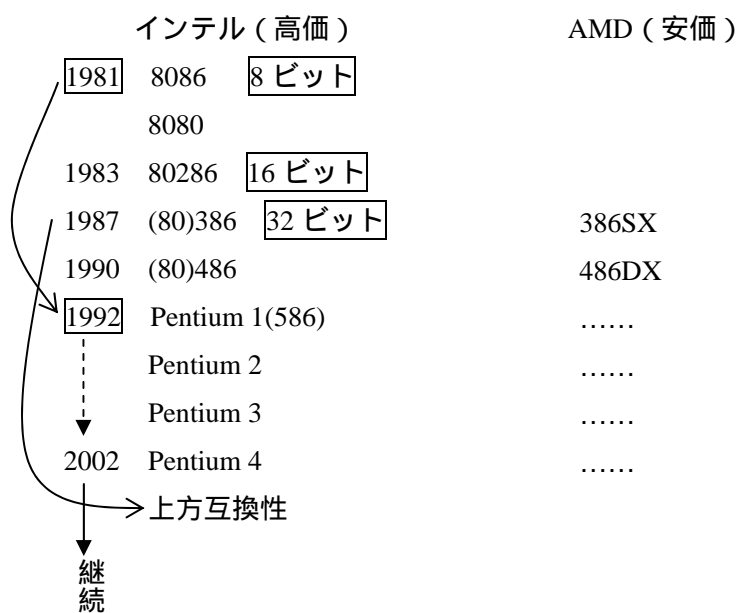 インテル（高価） AMD（安価）
1981 8086 8 ビット
8080
1983 80286 16 ビット
1987 (80)386 32 ビット 386SX
1990 (80)486 486DX
1992 Pentium 1(586) ……
Pentium 2 ……
Pentium 3 ……
2002 Pentium 4 ……
上方互換性
継続